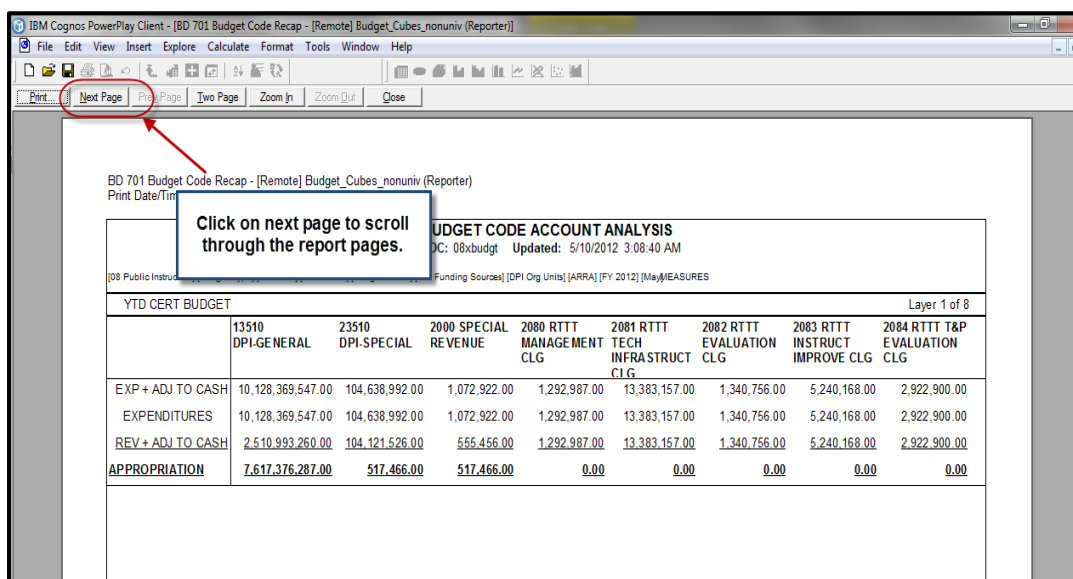 IBM Cognos PowerPlay Client - [BD 701 Budget Code Recap - [Remote] Budget_Cubes_nonuniv (Reporter)]
File Edit View Insert Explore Calculate Format Tools Window Help
Print... Next Page Prev Page Two Page Zoom In Zoom Out Close
BD 701 Budget Code Recap - [Remote] Budget_Cubes_nonuniv (Reporter)
Print Date/Tim
Click on next page to scroll
through the report pages.
UDGET CODE ACCOUNT ANALYSIS
DC: 08xbudgt Updated: 5/10/2012 3:08:40 AM
[08 Public Instruc Funding Sources] [DPI Org Units] [ARRA] [FY 2012] [May]MEASURES
YTD CERT BUDGET Layer 1 of 8
13510 23510 2000 SPECIAL 2080 RTTT 2081 RTTT 2082 RTTT 2083 RTTT 2084 RTTT T&P
DPI-GENERAL DPI-SPECIAL REVENUE MANAGEMENT TECH EVALUATION INSTRUCT EVALUATION
CLG INFRASTRUCT CLG IMPROVE CLG CLG
CLG
EXP + ADJ TO CASH 10,128,369,547.00 104,638,992.00 1,072,922.00 1,292,987.00 13,383,157.00 1,340,756.00 5,240,168.00 2,922,900.00
EXPENDITURES 10,128,369,547.00 104,638,992.00 1,072,922.00 1,292,987.00 13,383,157.00 1,340,756.00 5,240,168.00 2,922,900.00
REV + ADJ TO CASH 2,510,993,260.00 104,121,526.00 555,456.00 1,292,987.00 13,383,157.00 1,340,756.00 5,240,168.00 2,922,900.00
APPROPRIATION 7,617,376,287.00 517,466.00 517,466.00 0.00 0.00 0.00 0.00 0.00